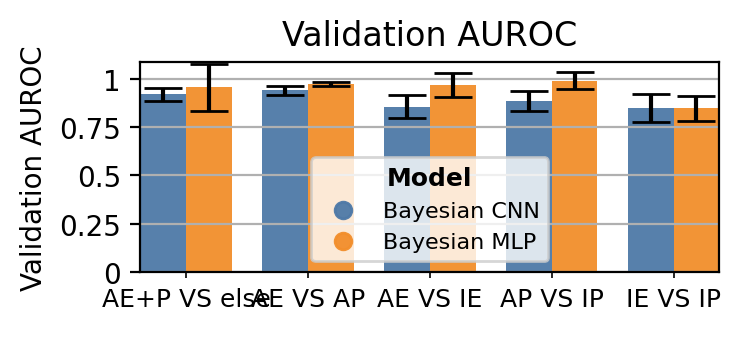 Validation AUROC
Validation AUROC
1
0.75
0.5
0.25
0
Model
Bayesian CNN
Bayesian MLP
AE+P VS else
AE VS AP
AE VS IE
AP VS IP
IE VS IP